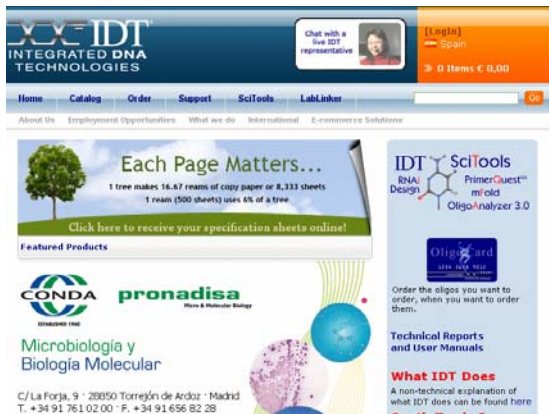 IDT
INTEGRATED DNA
TECHNOLOGIES
Chat with a
live IDT
representative
[Login]
Spain
» 0 Items € 0,00
Home Catalog Order Support SciTools LabLinker
Go
About Us Employment Opportunities What we do International E-commerce Solutions
Each Page Matters...
1 tree makes 16.67 reams of copy paper or 8,333 sheets
1 ream (500 sheets) uses 6% of a tree
Click here to receive your specification sheets online!
Featured Products
IDT SciTools
RNAi
Design
PrimerQuest℠
mFold
OligoAnalyzer 3.0
OligoCard
Order the oligos you want to
order, when you want to order
them.
CONDA
ESTABLISHED 1960
pronadisa
Micro & Molecular Biology
Microbiología y
Biología Molecular
C/ La Forja, 9 · 28850 Torrejón de Ardoz · Madrid
T. +34 91 761 02 00 · F. +34 91 656 82 28
Technical Reports
and User Manuals
What IDT Does
A non-technical explanation of
what IDT does can be found here